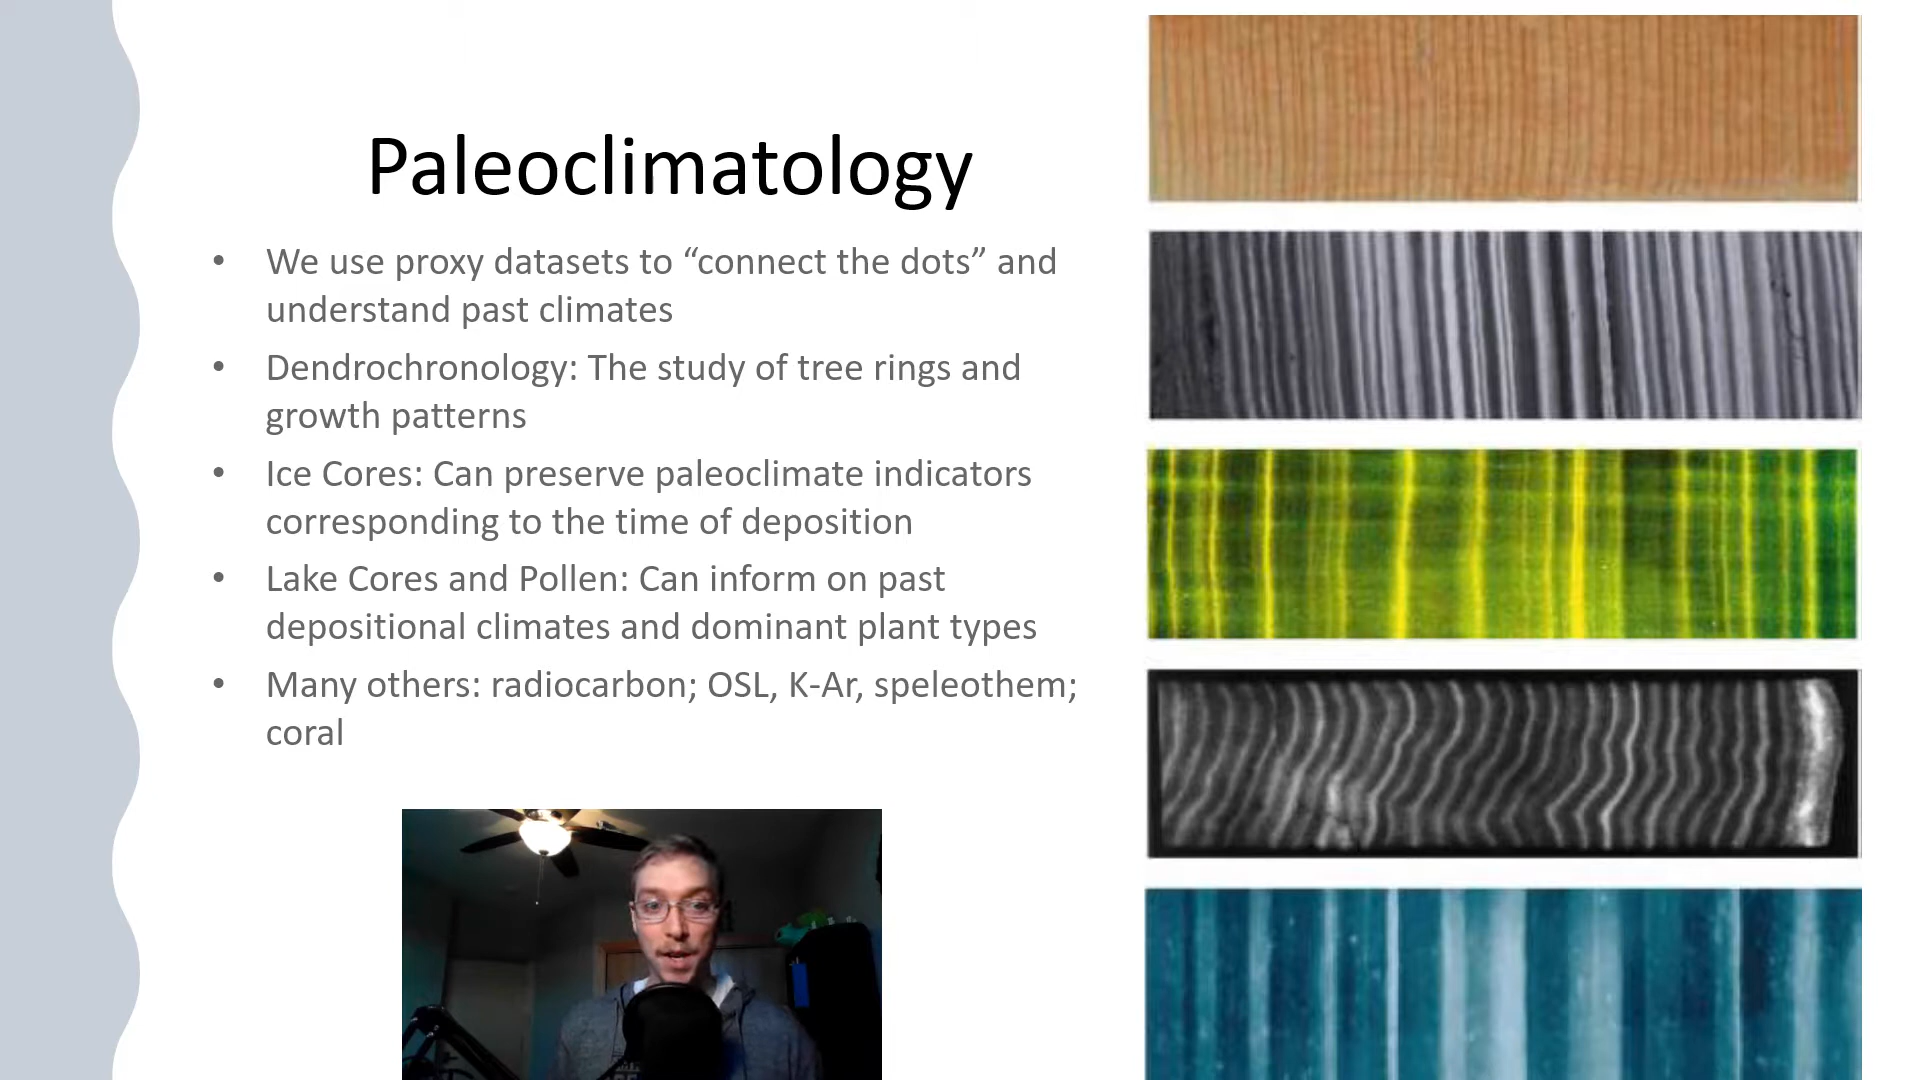 Paleoclimatology
• We use proxy datasets to “connect the dots” and
understand past climates
• Dendrochronology: The study of tree rings and
growth patterns
• Ice Cores: Can preserve paleoclimate indicators
corresponding to the time of deposition
• Lake Cores and Pollen: Can inform on past
depositional climates and dominant plant types
• Many others: radiocarbon; OSL, K-Ar, speleothem;
coral